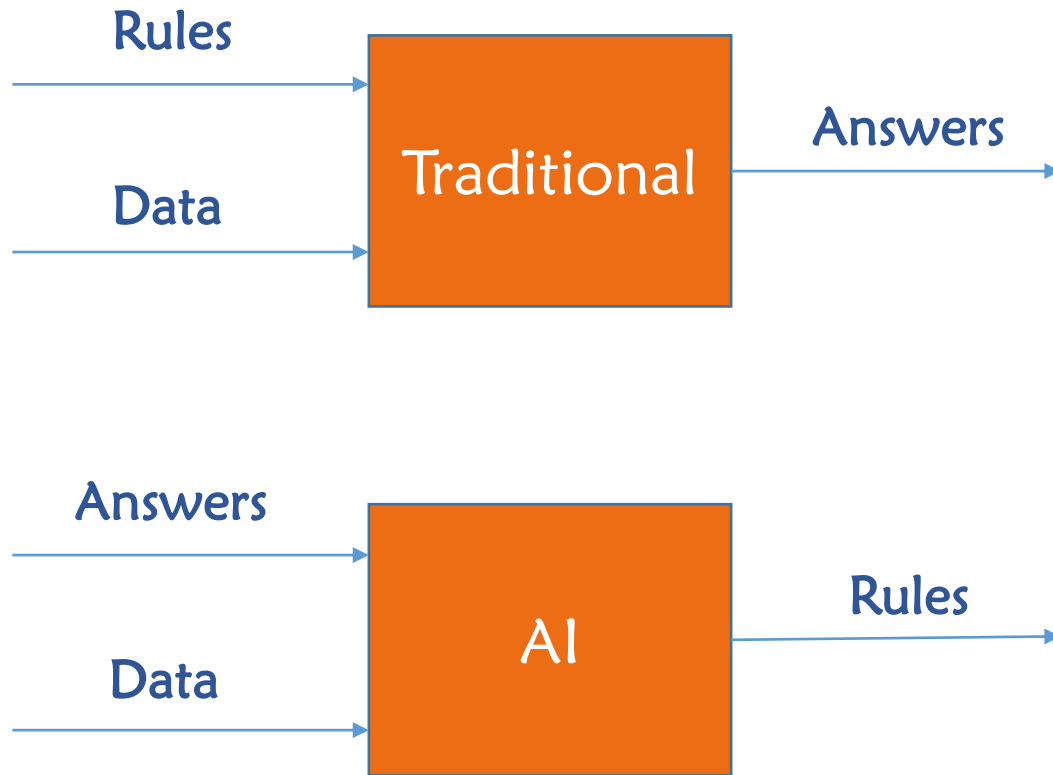 Rules
Traditional
Answers
Data
Answers
AI
Rules
Data